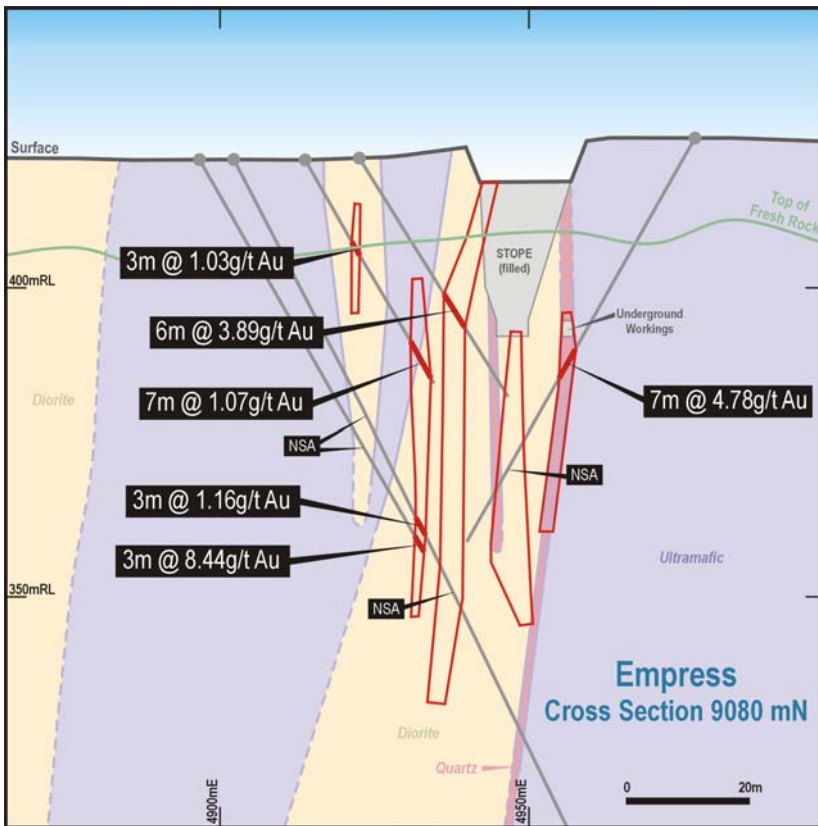 Surface
Top of
Fresh Rock
3m @ 1.03g/t Au
STOPE
(filled)
400mRL
6m @ 3.89g/t Au
Underground
Workings
7m @ 1.07g/t Au
7m @ 4.78g/t Au
Diorite
NSA
NSA
3m @ 1.16g/t Au
3m @ 8.44g/t Au
Ultramafic
350mRL
NSA
Empress
Cross Section 9080 mN
Diorite
Quartz
4900mE
4950mE
0
20m